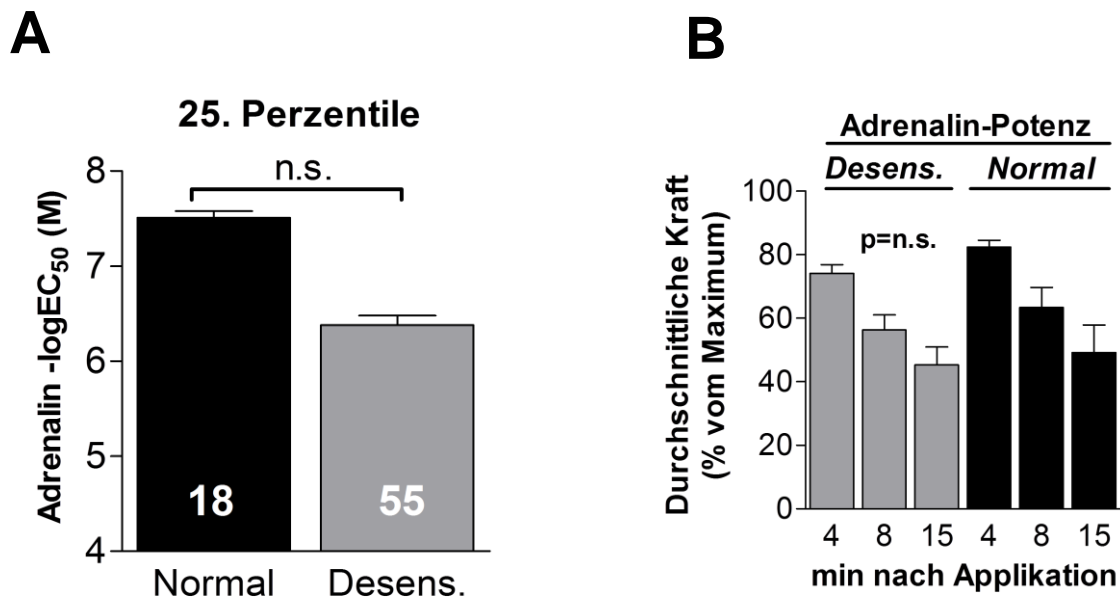 A
25. Perzentile
n.s.
Adrenalin -logEC50 (M)
8
7
6
5
4
18
55
Normal
Desens.
B
Adrenalin-Potenz
Desens.
Normal
p=n.s.
Durchschnittliche Kraft
(% vom Maximum)
100
80
60
40
20
0
4 8 15 4 8 15
min nach Applikation